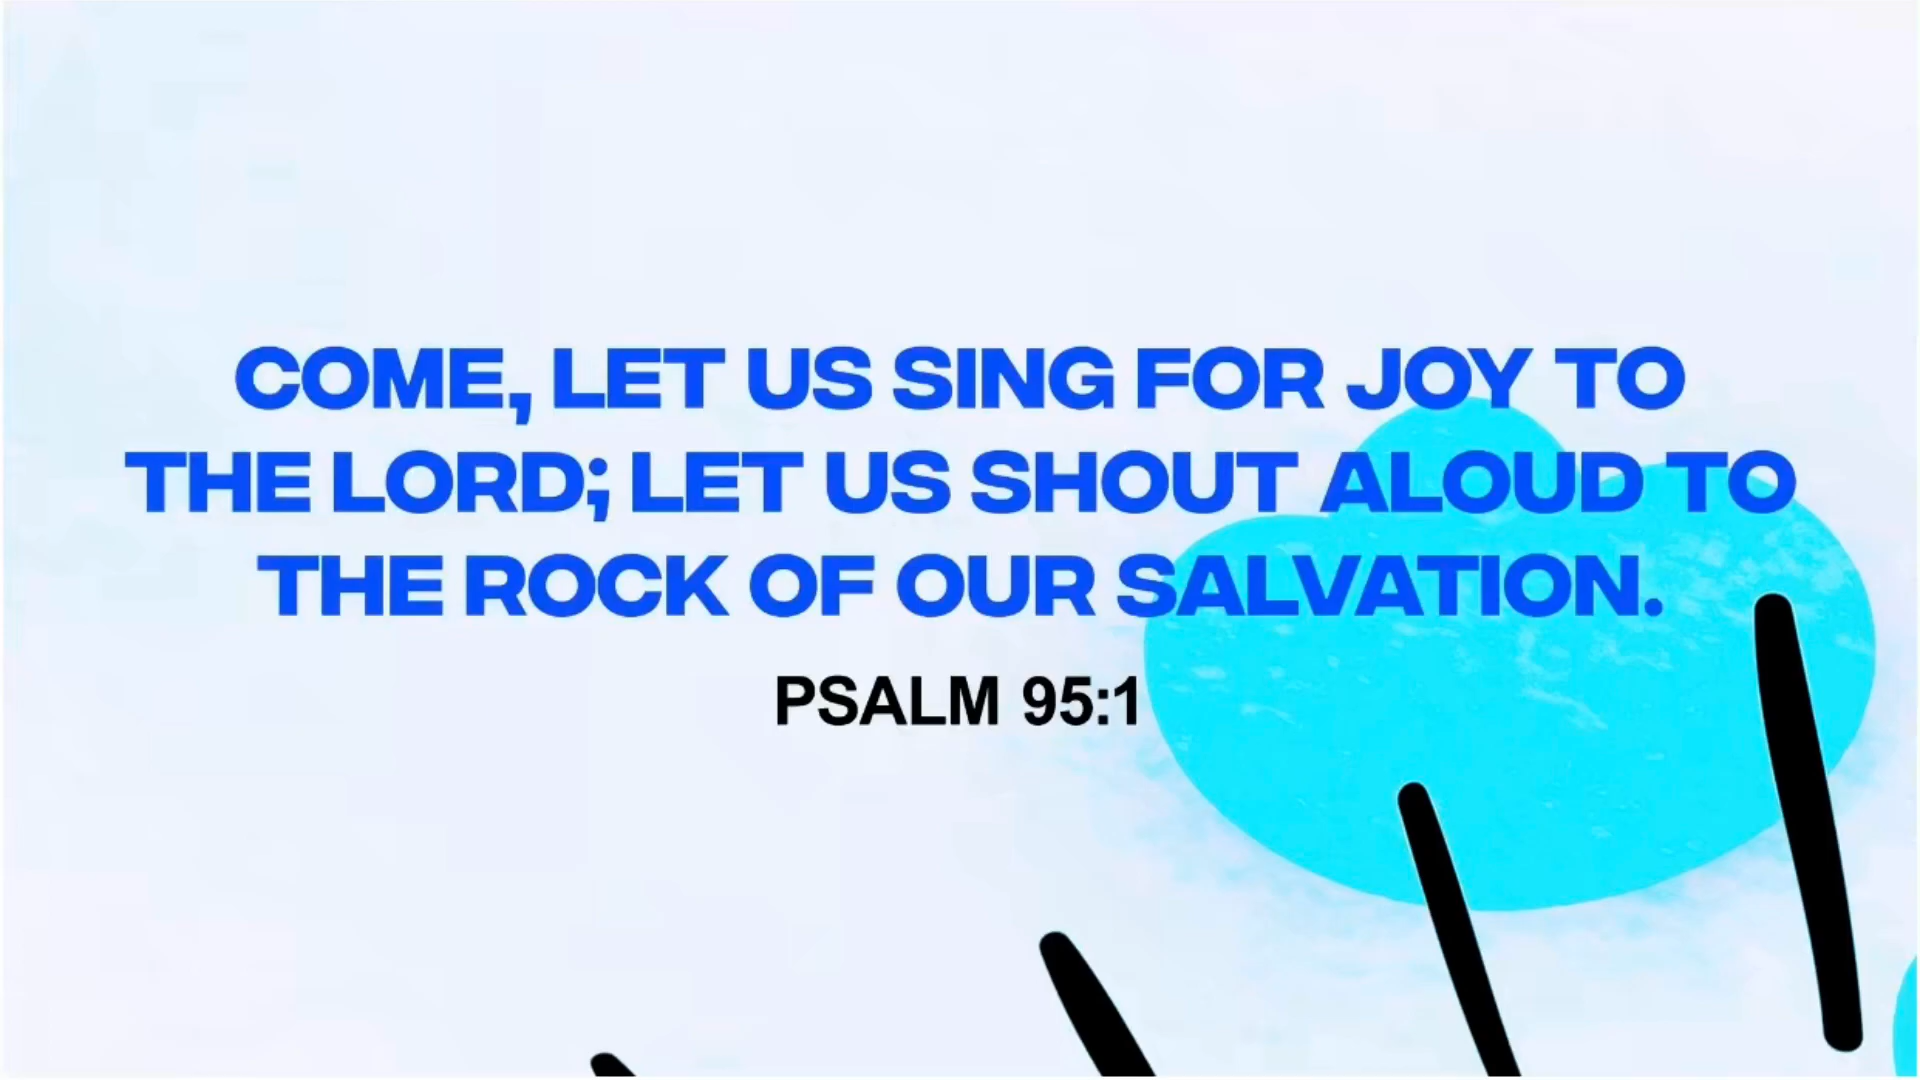 COME, LET US SING FOR JOY TO
THE LORD; LET US SHOUT ALOUD TO
THE ROCK OF OUR SALVATION.
PSALM 95:1